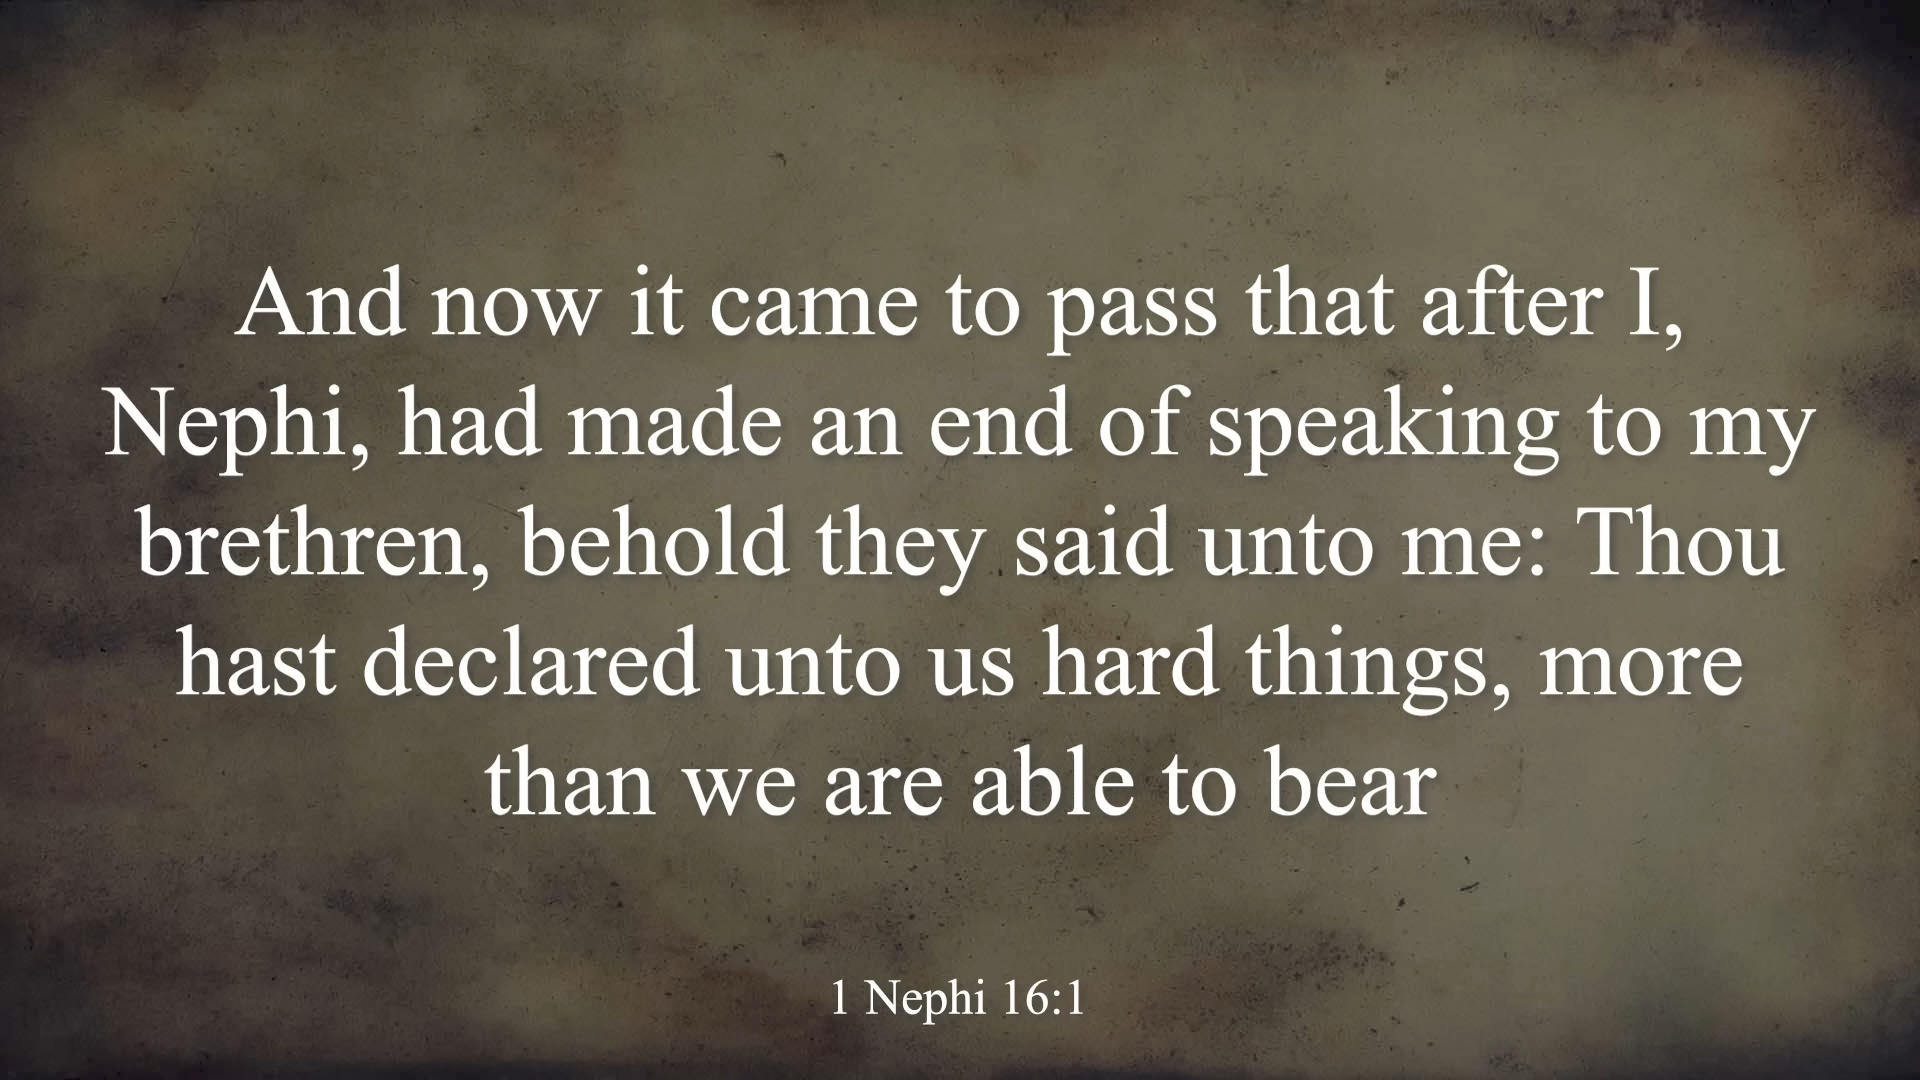 And now it came to pass that after I,
Nephi, had made an end of speaking to my
brethren, behold they said unto me: Thou
hast declared unto us hard things, more
than we are able to bear
1 Nephi 16:1